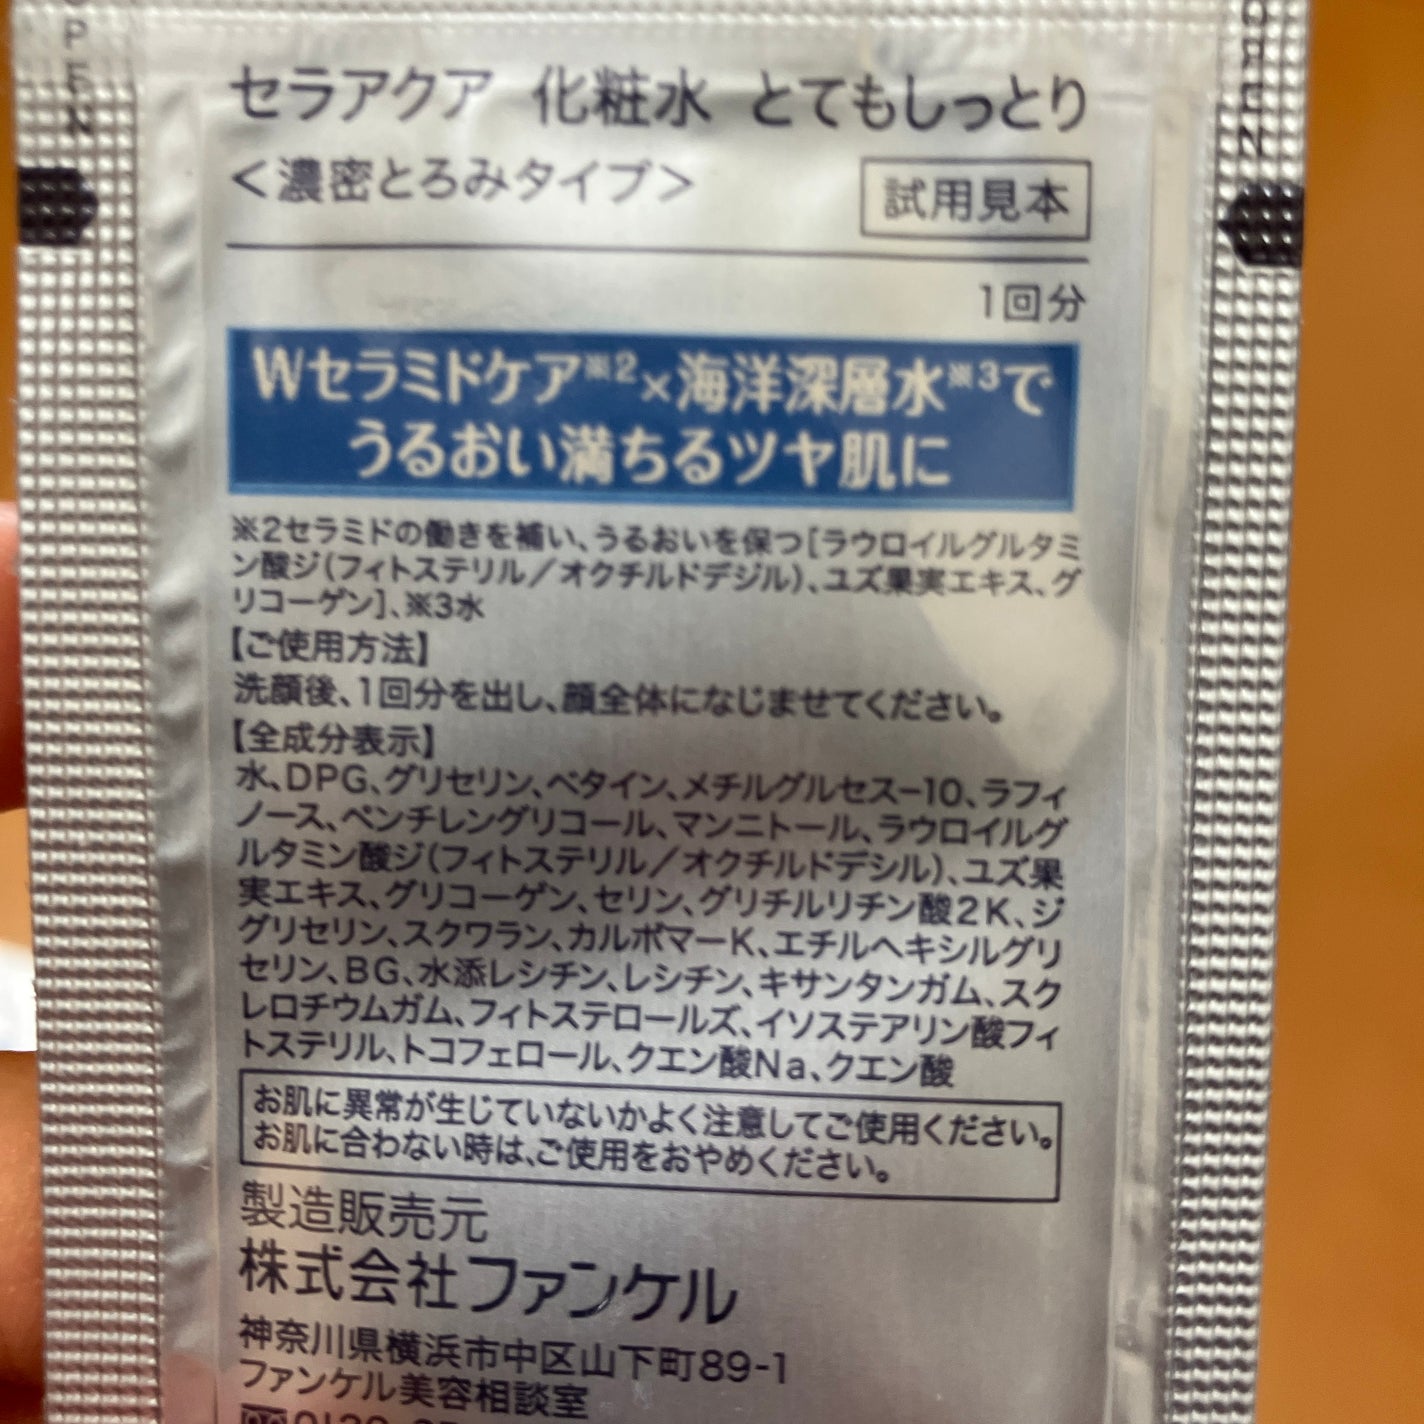 OPEN
OPEN
セラアクア 化粧水 とてもしっとり
<濃密とろみタイプ>
試用見本
1回分
Wセラミドケア※2×海洋深層水※3で
うるおい満ちるツヤ肌に
※2セラミドの働きを補い、うるおいを保つ[ラウロイルグルタミ
ン酸ジ(フィトステリル/オクチルドデシル)、ユズ果実エキス、グ
リコーゲン]、※3水
【ご使用方法】
洗顔後、1回分を出し、顔全体になじませてください。
【全成分表示】
水、DPG、グリセリン、ベタイン、メチルグルセス-10、ラフィ
ノース、ペンチレングリコール、マンニトール、ラウロイルグ
ルタミン酸ジ(フィトステリル/オクチルドデシル)、ユズ果
実エキス、グリコーゲン、セリン、グリチルリチン酸2K、ジ
グリセリン、スクワラン、カルボマーK、エチルヘキシルグリ
セリン、BG、水添レシチン、レシチン、キサンタンガム、スク
レロチウムガム、フィトステロールズ、イソステアリン酸フィ
トステリル、トコフェロール、クエン酸Na、クエン酸
お肌に異常が生じていないかよく注意してご使用ください。
お肌に合わない時は、ご使用をおやめください。
製造販売元
株式会社ファンケル
神奈川県横浜市中区山下町89-1
ファンケル美容相談室